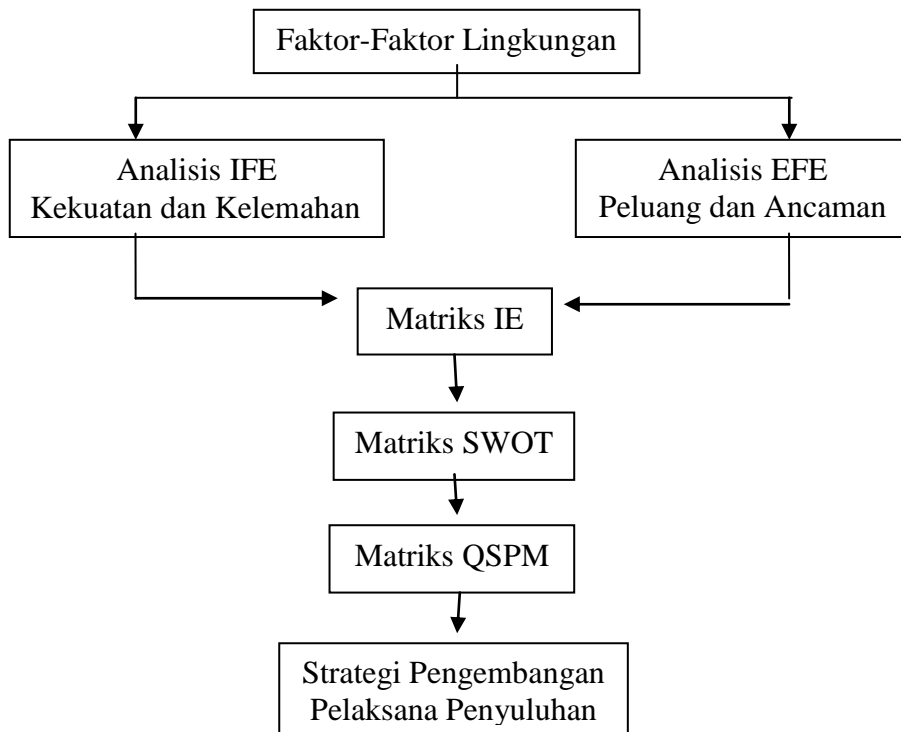 Faktor-Faktor Lingkungan
Analisis IFE
Kekuatan dan Kelemahan
Analisis EFE
Peluang dan Ancaman
Matriks IE
Matriks SWOT
Matriks QSPM
Strategi Pengembangan
Pelaksana Penyuluhan